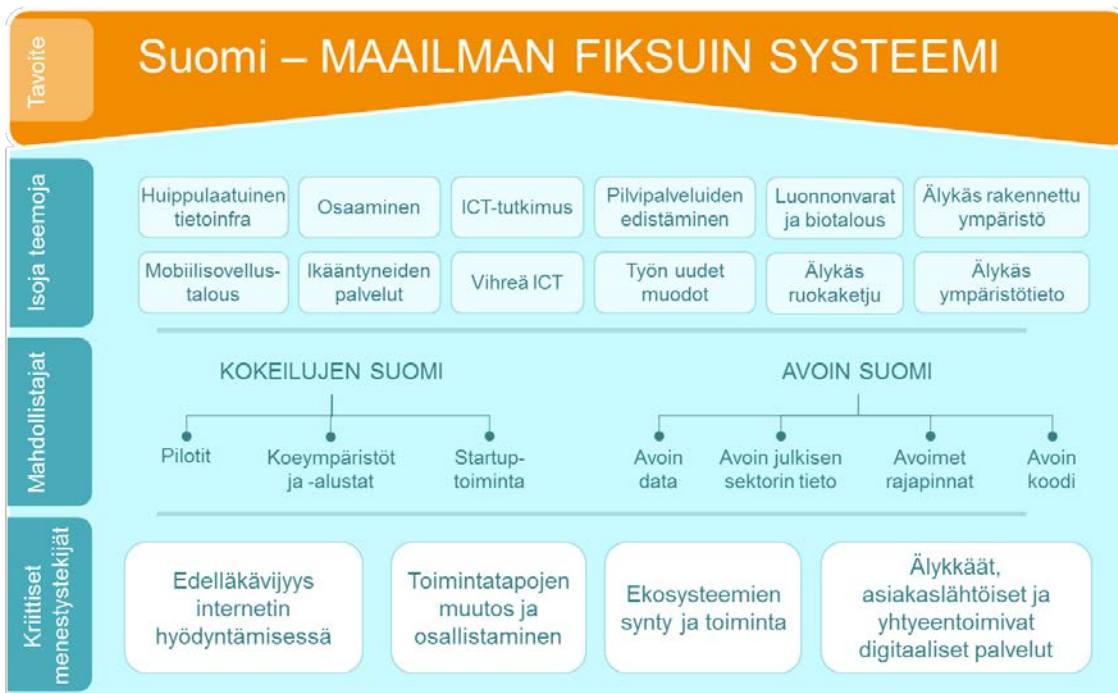 Tavoite
Suomi – MAAILMAN FIKSUIN SYSTEEMI
Isoja teemoja
Huippulaatuinen
tietoinfra
Osaaminen
ICT-tutkimus
Pilvipalveluiden
edistäminen
Luonnonvarat
ja biotalous
Älykäs rakennettu
ympäristö
Mobiilisovellus-
talous
Ikääntyneiden
palvelut
Vihreä ICT
Työn uudet
muodot
Älykäs
ruokaketju
Älykäs
ympäristötieto
Mahdollistajat
KOKEILUJEN SUOMI
Pilotit
Koeympäristöt
ja -alustat
Startup-
toiminta
AVOIN SUOMI
Avoin
data
Avoin julkisen
sektorin tieto
Avoimet
rajapinnat
Avoin
koodi
Kriittiset
menestystekijät
Edelläkävijyys
internetin
hyödyntämisessä
Toimintatapojen
muutos ja
osallistaminen
Ekosysteemien
synty ja toiminta
Älykkäät,
asiakaslähtöiset ja
yhtyeentoimivat
digitaaliset palvelut